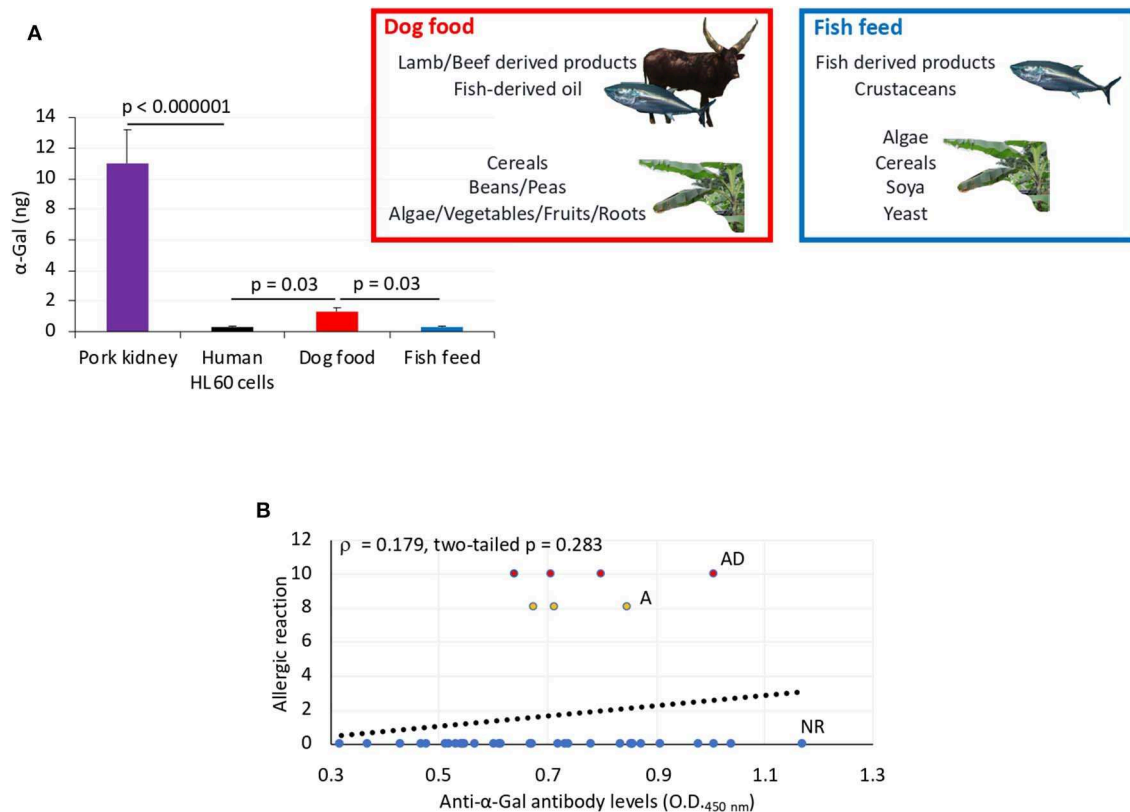 A
Dog food
Lamb/Beef derived products
Fish-derived oil
Cereals
Beans/Peas
Algae/Vegetables/Fruits/Roots
Fish feed
Fish derived products
Crustaceans
Algae
Cereals
Soya
Yeast
p < 0.000001
p = 0.03
p = 0.03
α-Gal (ng)
14
12
10
8
6
4
2
0
Pork kidney
Human
HL60 cells
Dog food
Fish feed
B
ρ = 0.179, two-tailed p = 0.283
Allergic reaction
12
10
8
6
4
2
0
AD
A
NR
0.3
0.5
0.7
0.9
1.1
1.3
Anti-α-Gal antibody levels (O.D.450 nm)